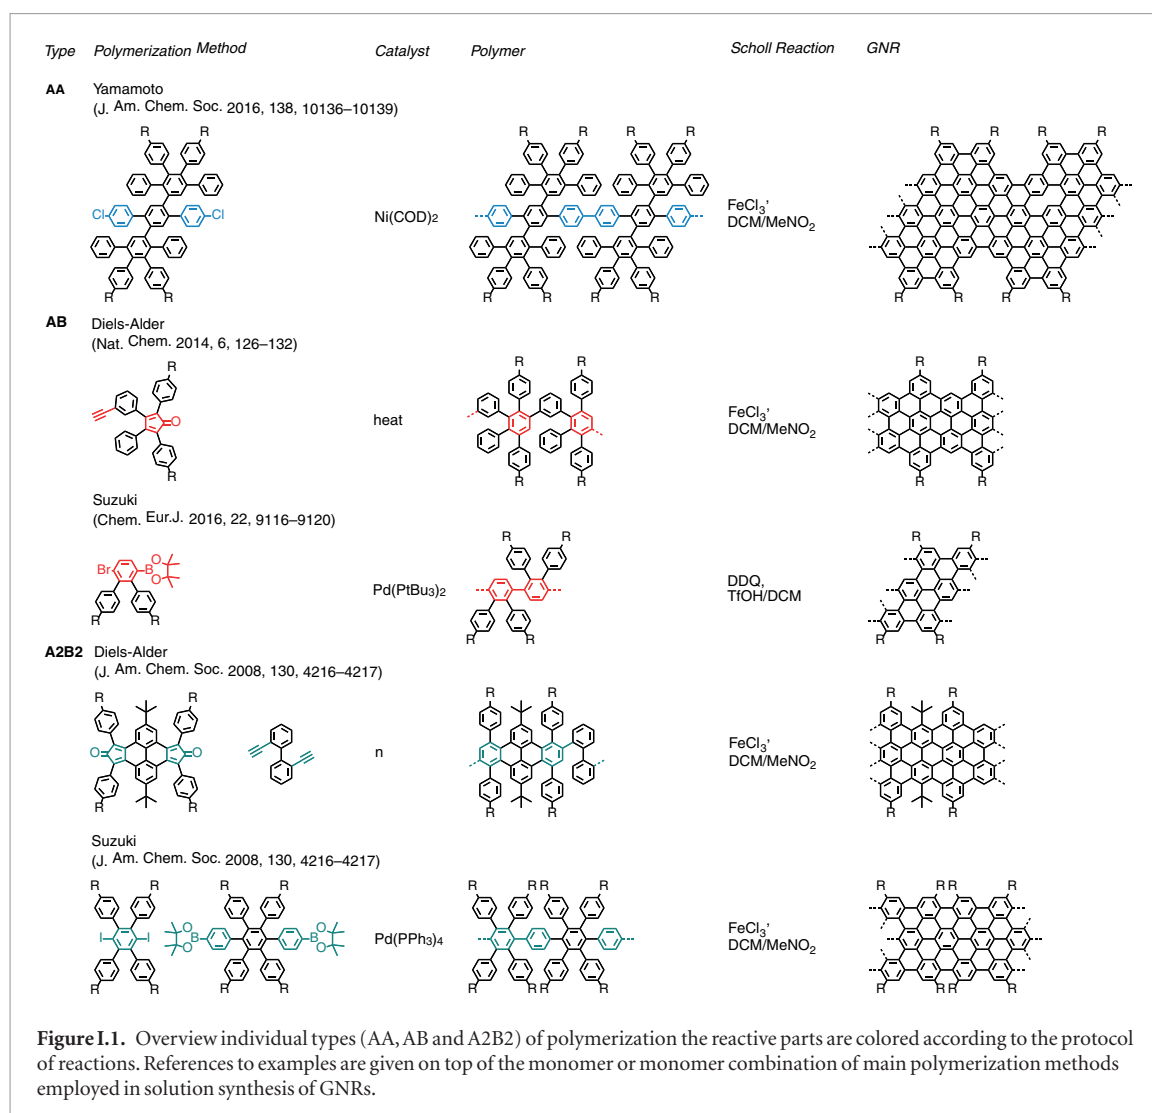 Type Polymerization Method Catalyst Polymer Scholl Reaction GNR
AA Yamamoto
(J. Am. Chem. Soc. 2016, 138, 10136–10139)
R R R R R R R R R R
Cl Cl Ni(COD)2 FeCl3,
DCM/MeNO2
R R R R R R R R R R
AB Diels-Alder
(Nat. Chem. 2014, 6, 126–132)
R R R R R
O heat FeCl3,
DCM/MeNO2
R R R R R
Suzuki
(Chem. Eur.J. 2016, 22, 9116–9120)
R R R R
Br B O O Pd(PtBu3)2 DDQ,
TfOH/DCM
R R R R R R
A2B2 Diels-Alder
(J. Am. Chem. Soc. 2008, 130, 4216–4217)
R R R R R
O O n FeCl3,
DCM/MeNO2
R R R R R
Suzuki
(J. Am. Chem. Soc. 2008, 130, 4216–4217)
R R R R R R R R R R R R
I I O B O O B O Pd(PPh3)4 FeCl3,
DCM/MeNO2
R R R R R R R R R R R R
Figure I.1. Overview individual types (AA, AB and A2B2) of polymerization the reactive parts are colored according to the protocol
of reactions. References to examples are given on top of the monomer or monomer combination of main polymerization methods
employed in solution synthesis of GNRs.